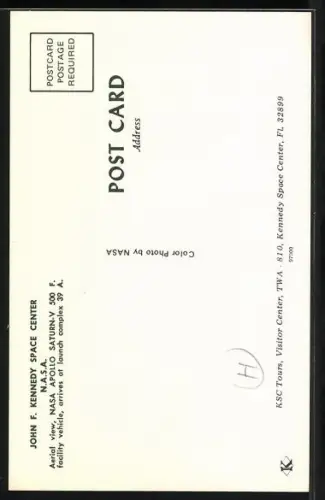 JOHN F. KENNEDY SPACE CENTER
N.A.S.A.
Aerial view, NASA APOLLO SATURN-V 500 F.
facility vehicle, arrives at launch complex 39 A.
POST CARD
Address
POSTCARD
POSTAGE
REQUIRED
Color Photo by NASA
H
K
KSC Tours, Visitor Center, TWA - 810, Kennedy Space Center, FL 32899